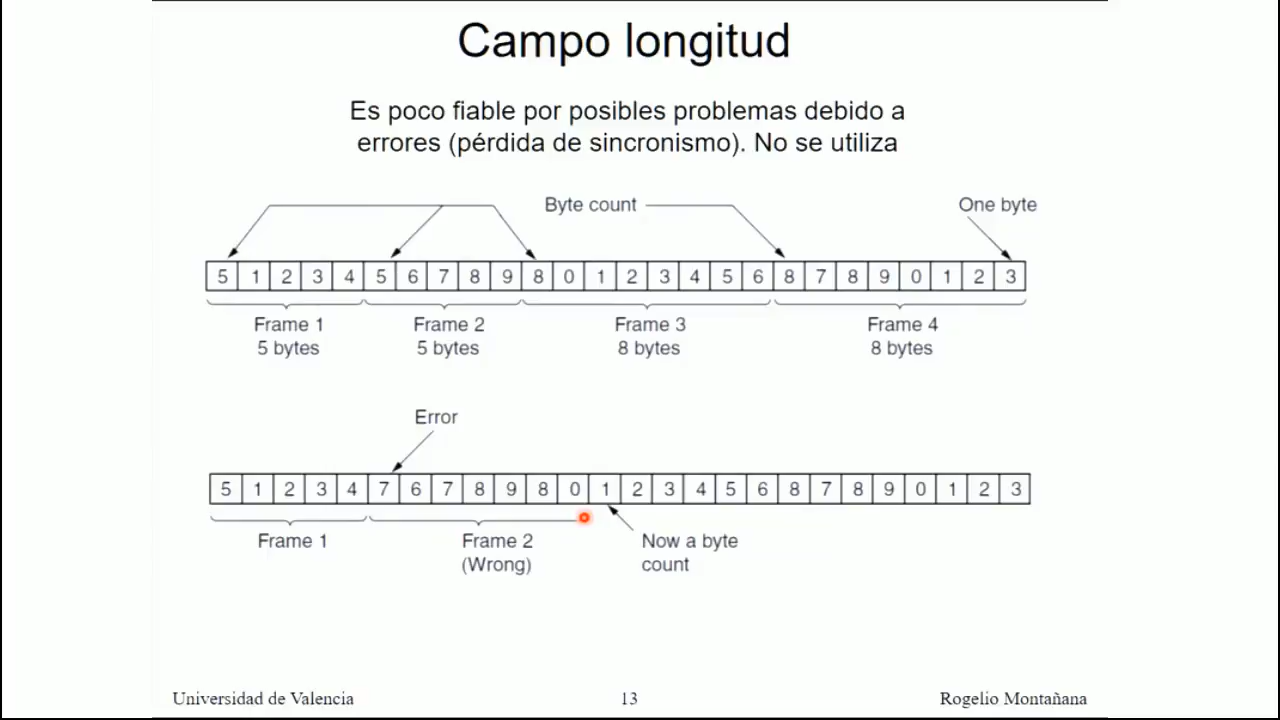 Campo longitud
Es poco fiable por posibles problemas debido a
errores (pérdida de sincronismo). No se utiliza
Byte count
One byte
5 1 2 3 4 5 6 7 8 9 8 0 1 2 3 4 5 6 8 7 8 9 0 1 2 3
Frame 1
5 bytes
Frame 2
5 bytes
Frame 3
8 bytes
Frame 4
8 bytes
Error
5 1 2 3 4 7 6 7 8 9 8 0 1 2 3 4 5 6 8 7 8 9 0 1 2 3
Frame 1
Frame 2
(Wrong)
Now a byte
count
Universidad de Valencia
13
Rogelio Montañana